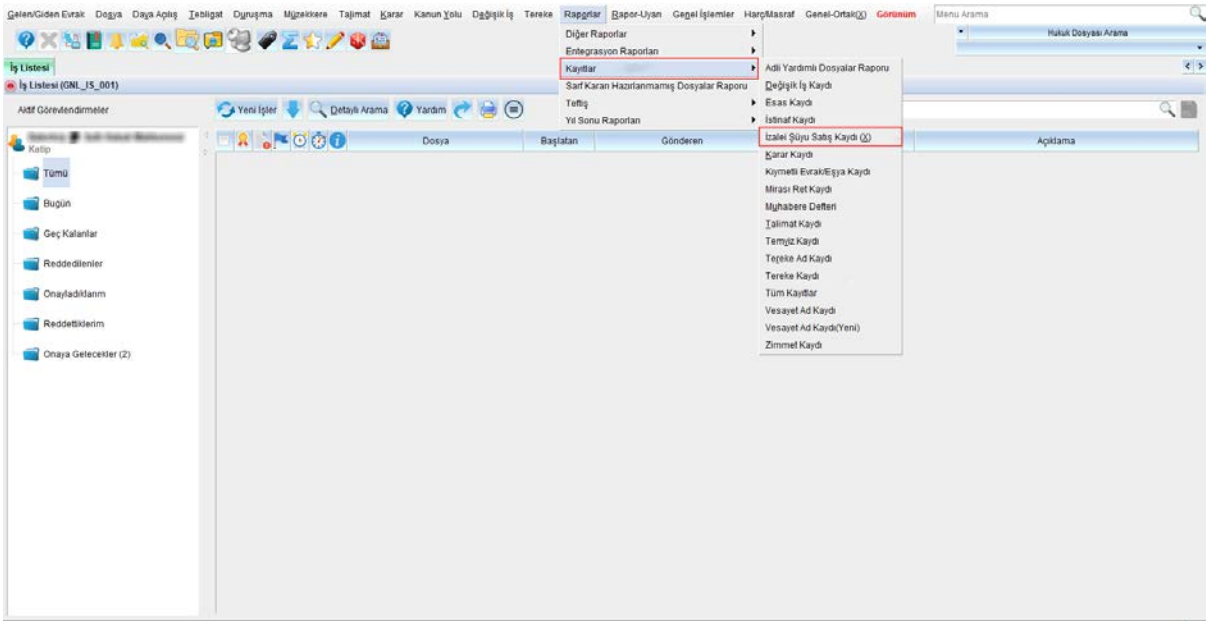 Gelen/Giden Evrak Dosya Dava Açılış Tebligat Duruşma Müzekkere Talimat Karar Kanun Yolu Değişik İş Tereke Raporlar Rapor-Uyarı Genel İşlemler Harç/Masraf Genel-Ortak(X) Görünüm Menu Arama
Hukuk Dosyası Arama
İş Listesi
İş Listesi (GNL_IS_001)
Aktif Görevlendirmeler
Yeni İşler Detaylı Arama Yardım
Katip
Dosya Başlatan Gönderen Açıklama
Tümü
Bugün
Geç Kalanlar
Reddedilenler
Onayladıklarım
Reddettiklerim
Onaya Gelecekler (2)
Diğer Raporlar
Entegrasyon Raporları
Kayıtlar
Sarf Kararı Hazırlanmamış Dosyalar Raporu
Teftiş
Yıl Sonu Raporları
Adli Yardımlı Dosyalar Raporu
Değişik İş Kaydı
Esas Kaydı
İstinaf Kaydı
İzalei Şüyu Satış Kaydı (X)
Karar Kaydı
Kıymetli Evrak/Eşya Kaydı
Mirası Ret Kaydı
Muhabere Defteri
Talimat Kaydı
Temyiz Kaydı
Tereke Ad Kaydı
Tereke Kaydı
Tüm Kayıtlar
Vesayet Ad Kaydı
Vesayet Ad Kaydı(Yeni)
Zimmet Kaydı